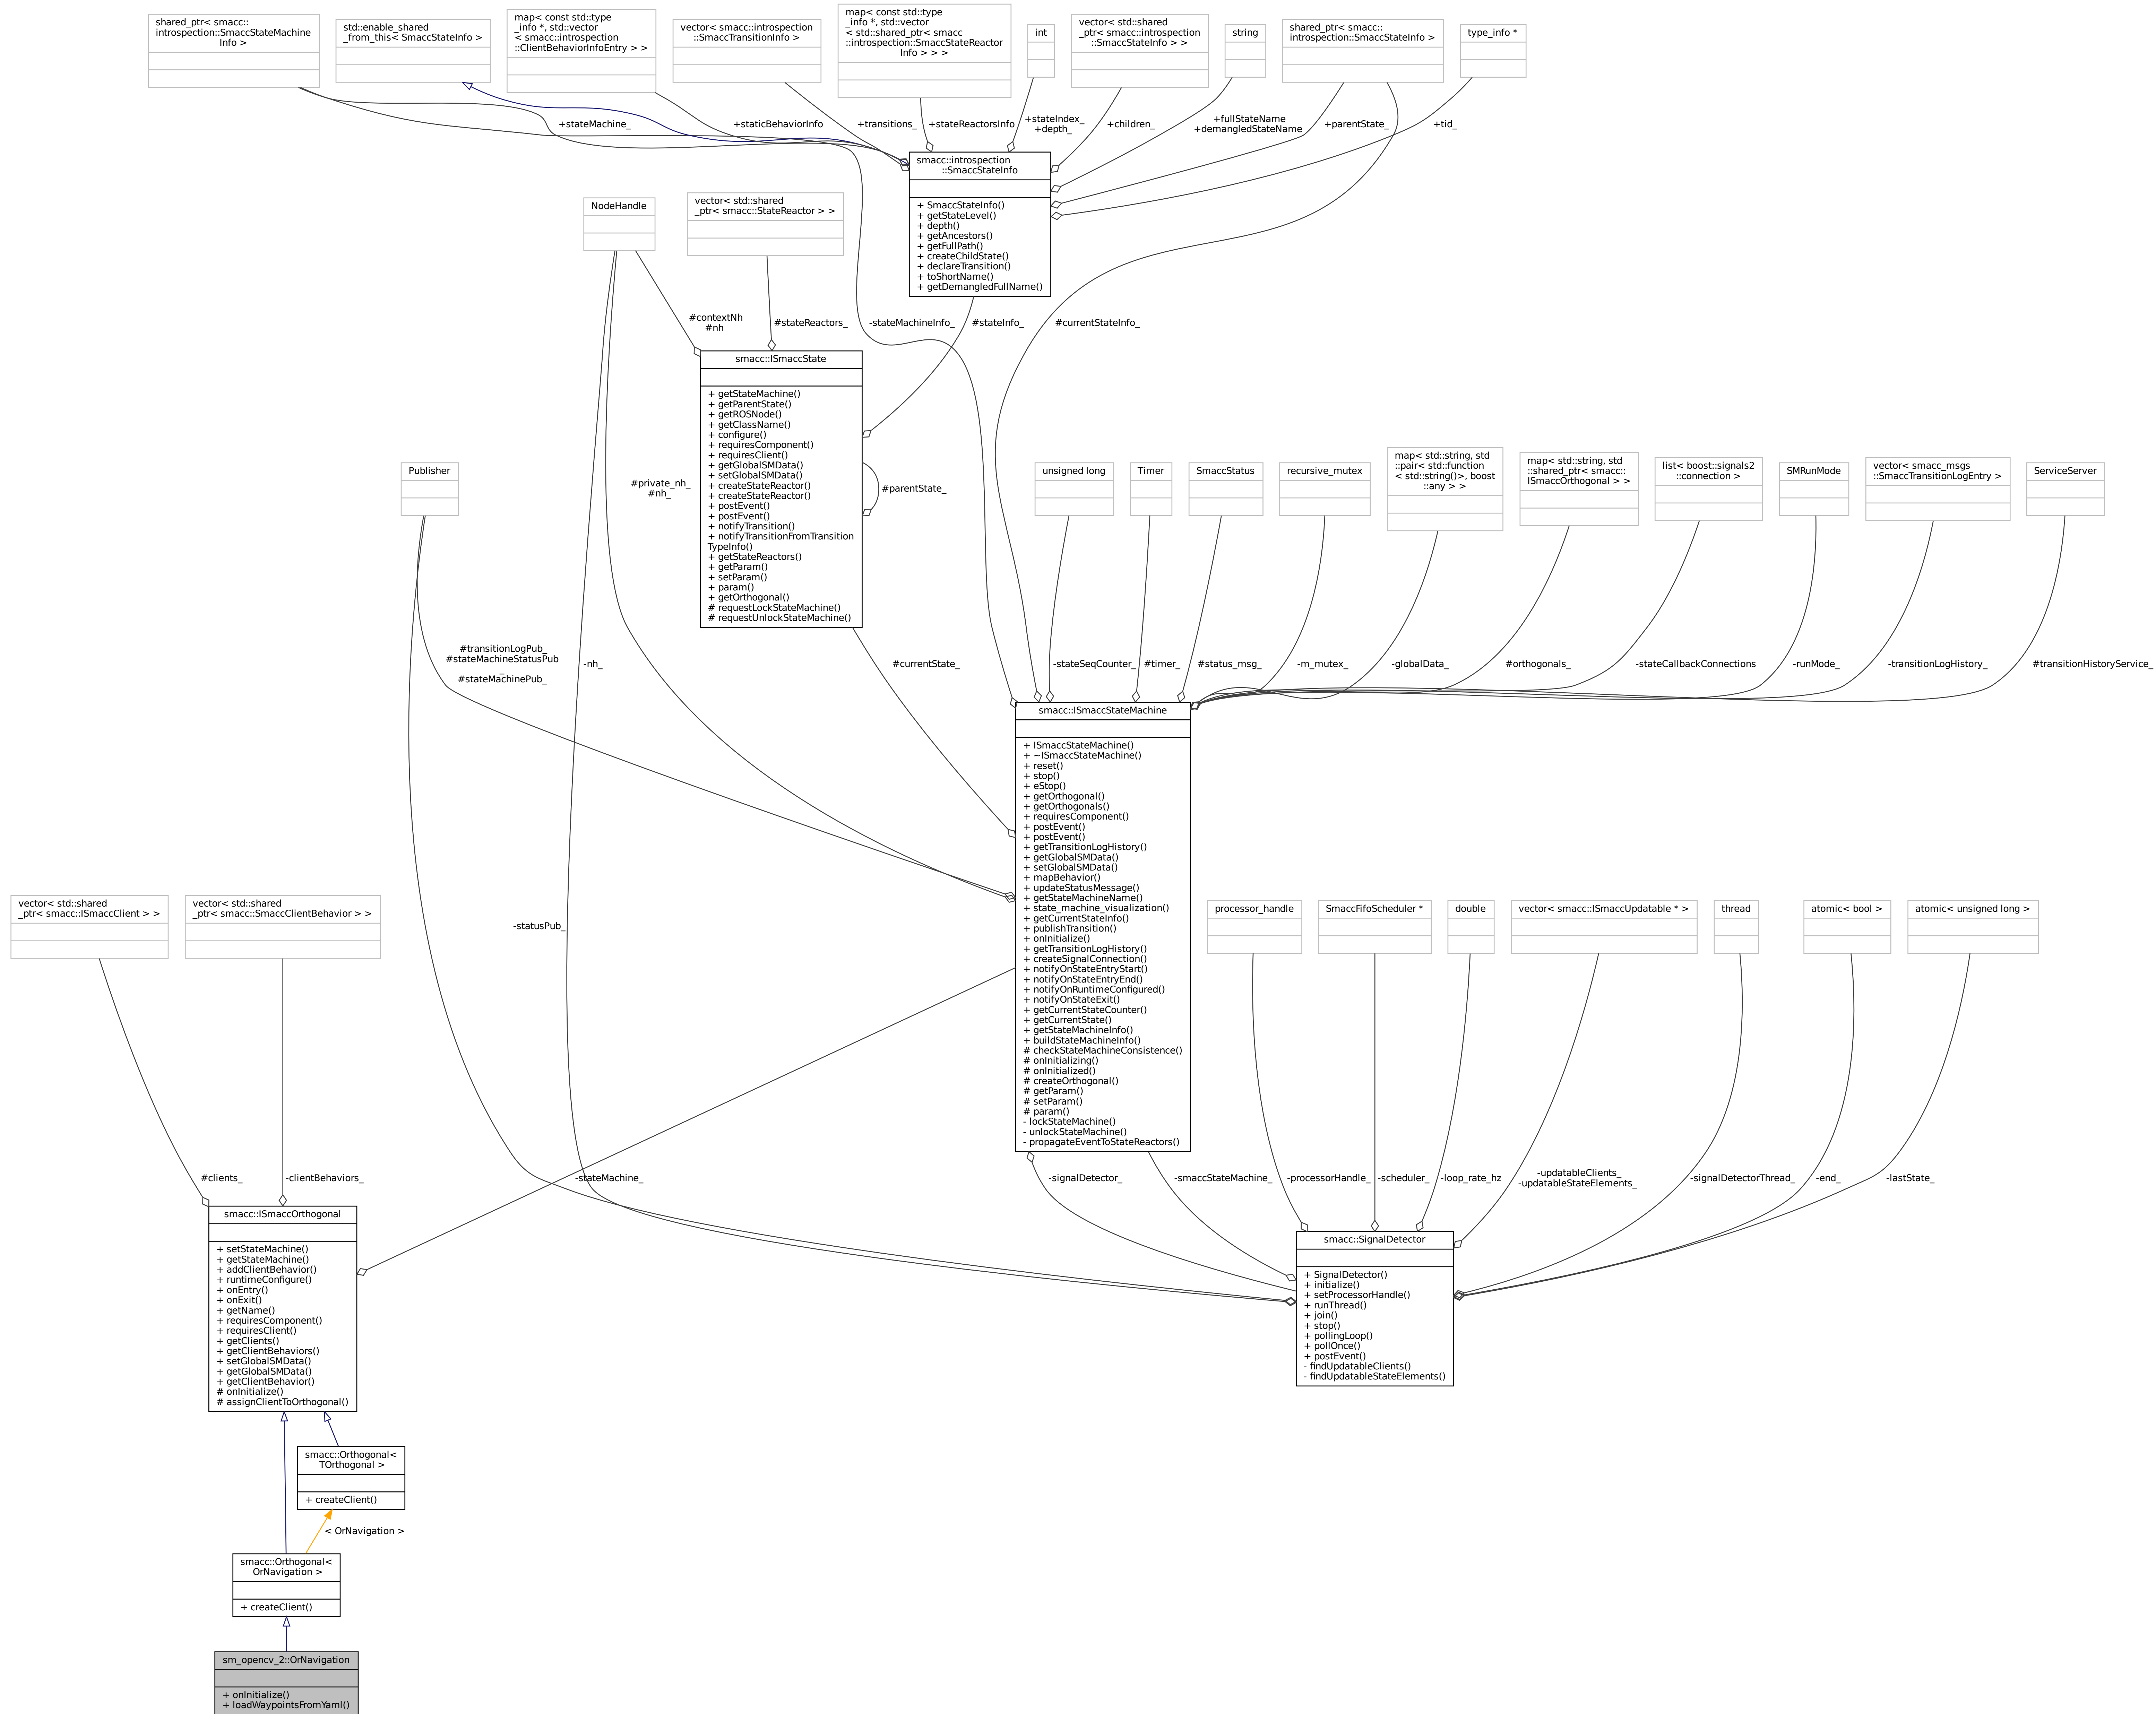 shared_ptr< smacc::
introspection::SmaccStateMachine
Info >
std::enable_shared
_from_this< SmaccStateInfo >
map< const std::type
_info *, std::vector
< smacc::introspection
::ClientBehaviorInfoEntry > >
vector< smacc::introspection
::SmaccTransitionInfo >
map< const std::type
_info *, std::vector
< std::shared_ptr< smacc
::introspection::SmaccStateReactor
Info > > >
int
vector< std::shared
_ptr< smacc::introspection
::SmaccStateInfo > >
string
shared_ptr< smacc::
introspection::SmaccStateInfo >
type_info *
+stateMachine_
+staticBehaviorInfo
+transitions_
+stateReactorsInfo
+stateIndex_
+depth_
+children_
+fullStateName
+demangledStateName
+parentState_
+tid_
smacc::introspection
::SmaccStateInfo
+ SmaccStateInfo()
+ getStateLevel()
+ depth()
+ getAncestors()
+ getFullPath()
+ createChildState()
+ declareTransition()
+ toShortName()
+ getDemangledFullName()
NodeHandle
vector< std::shared
_ptr< smacc::StateReactor > >
#contextNh
#nh
#stateReactors_
-stateMachineInfo_
#stateInfo_
#currentStateInfo_
smacc::ISmaccState
+ getStateMachine()
+ getParentState()
+ getROSNode()
+ getClassName()
+ configure()
+ requiresComponent()
+ requiresClient()
+ getGlobalSMData()
+ setGlobalSMData()
+ createStateReactor()
+ createStateReactor()
+ postEvent()
+ postEvent()
+ notifyTransition()
+ notifyTransitionFromTransition
TypeInfo()
+ getStateReactors()
+ getParam()
+ setParam()
+ param()
+ getOrthogonal()
# requestLockStateMachine()
# requestUnlockStateMachine()
#parentState_
Publisher
#private_nh_
#nh_
unsigned long
Timer
SmaccStatus
recursive_mutex
map< std::string, std
::pair< std::function
< std::string()>, boost
::any > >
map< std::string, std
::shared_ptr< smacc::
ISmaccOrthogonal > >
list< boost::signals2
::connection >
SMRunMode
vector< smacc_msgs
::SmaccTransitionLogEntry >
ServiceServer
#transitionLogPub_
#stateMachineStatusPub
_
#stateMachinePub_
-nh_
#currentState_
-stateSeqCounter_
#timer_
#status_msg_
-m_mutex_
-globalData_
#orthogonals_
-stateCallbackConnections
-runMode_
-transitionLogHistory_
#transitionHistoryService_
smacc::ISmaccStateMachine
+ ISmaccStateMachine()
+ ~ISmaccStateMachine()
+ reset()
+ stop()
+ eStop()
+ getOrthogonal()
+ getOrthogonals()
+ requiresComponent()
+ postEvent()
+ postEvent()
+ getTransitionLogHistory()
+ getGlobalSMData()
+ setGlobalSMData()
+ mapBehavior()
+ updateStatusMessage()
+ getStateMachineName()
+ state_machine_visualization()
+ getCurrentStateInfo()
+ publishTransition()
+ onInitialize()
+ getTransitionLogHistory()
+ createSignalConnection()
+ notifyOnStateEntryStart()
+ notifyOnStateEntryEnd()
+ notifyOnRuntimeConfigured()
+ notifyOnStateExit()
+ getCurrentStateCounter()
+ getCurrentState()
+ getStateMachineInfo()
+ buildStateMachineInfo()
# checkStateMachineConsistence()
# onInitializing()
# onInitialized()
# createOrthogonal()
# getParam()
# setParam()
# param()
- lockStateMachine()
- unlockStateMachine()
- propagateEventToStateReactors()
vector< std::shared
_ptr< smacc::ISmaccClient > >
vector< std::shared
_ptr< smacc::SmaccClientBehavior > >
-statusPub_
processor_handle
SmaccFifoScheduler *
double
vector< smacc::ISmaccUpdatable * >
thread
atomic< bool >
atomic< unsigned long >
#clients_
-clientBehaviors_
-stateMachine_
-signalDetector_
-smaccStateMachine_
-processorHandle_
-scheduler_
-loop_rate_hz
-updatableClients_
-updatableStateElements_
-signalDetectorThread_
-end_
-lastState_
smacc::ISmaccOrthogonal
+ setStateMachine()
+ getStateMachine()
+ addClientBehavior()
+ runtimeConfigure()
+ onEntry()
+ onExit()
+ getName()
+ requiresComponent()
+ requiresClient()
+ getClients()
+ getClientBehaviors()
+ setGlobalSMData()
+ getGlobalSMData()
+ getClientBehavior()
# onInitialize()
# assignClientToOrthogonal()
smacc::SignalDetector
+ SignalDetector()
+ initialize()
+ setProcessorHandle()
+ runThread()
+ join()
+ stop()
+ pollingLoop()
+ pollOnce()
+ postEvent()
- findUpdatableClients()
- findUpdatableStateElements()
smacc::Orthogonal<
TOrthogonal >
+ createClient()
< OrNavigation >
smacc::Orthogonal<
OrNavigation >
+ createClient()
sm_opencv_2::OrNavigation
+ onInitialize()
+ loadWaypointsFromYaml()